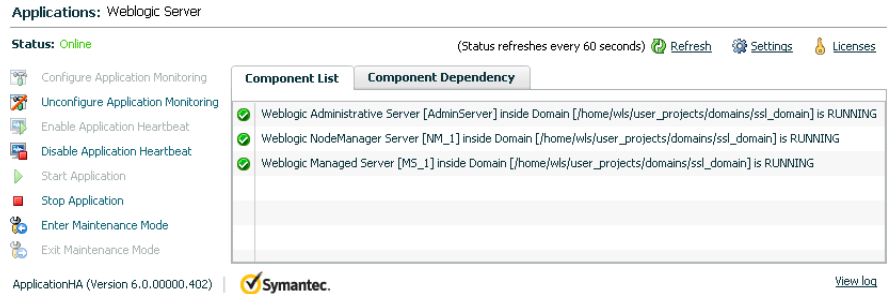 Applications: Weblogic Server
Status: Online
(Status refreshes every 60 seconds) Refresh Settings Licenses
Configure Application Monitoring
Unconfigure Application Monitoring
Enable Application Heartbeat
Disable Application Heartbeat
Start Application
Stop Application
Enter Maintenance Mode
Exit Maintenance Mode
Component List Component Dependency
Weblogic Administrative Server [AdminServer] inside Domain [/home/wls/user_projects/domains/ssl_domain] is RUNNING
Weblogic NodeManager Server [NM_1] inside Domain [/home/wls/user_projects/domains/ssl_domain] is RUNNING
Weblogic Managed Server [MS_1] inside Domain [/home/wls/user_projects/domains/ssl_domain] is RUNNING
ApplicationHA (Version 6.0.00000.402) Symantec. View log